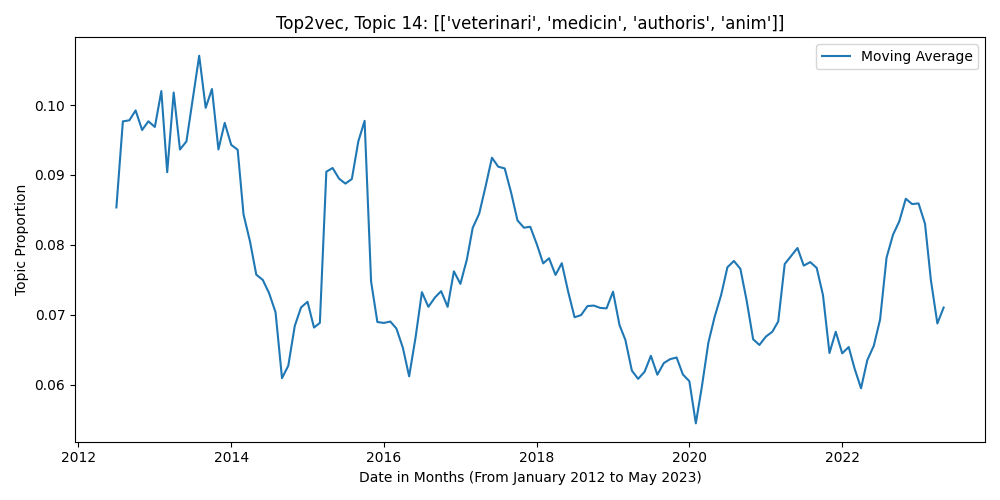 Top2vec, Topic 14: [['veterinari', 'medicin', 'authoris', 'anim']]
Moving Average
0.10
0.09
0.08
0.07
0.06
Topic Proportion
2012 2014 2016 2018 2020 2022
Date in Months (From January 2012 to May 2023)